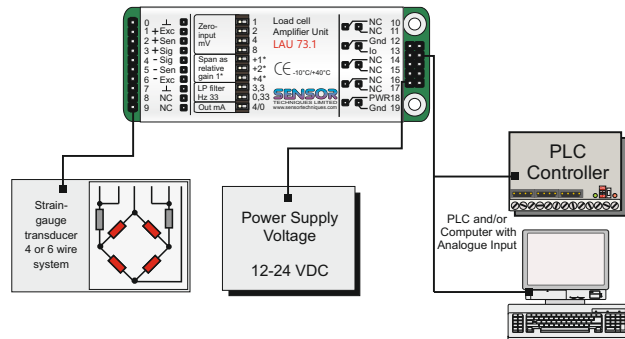 0 ⊥
1 + Exc
2 + Sen
3 + Sig
4 - Sig
5 - Sen
6 - Exc
7 ⊥
8 NC
9 NC
Zero-
input
mV
1
2
4
8
Span as
relative
gain 1*
+1*
+2*
+4*
LP filter
Hz 33
3,3
0,33
Out mA
4/0
Load cell
Amplifier Unit
LAU 73.1
CE -10°C/+40°C
SENSOR
TECHNIQUES LIMITED
www.sensortechniques.com
NC 10
NC 11
Gnd 12
Io 13
NC 14
NC 15
NC 16
NC 17
PWR 18
Gnd 19
Strain-
gauge
transducer
4 or 6 wire
system
Power Supply
Voltage
12-24 VDC
PLC
Controller
PLC and/or
Computer with
Analogue Input